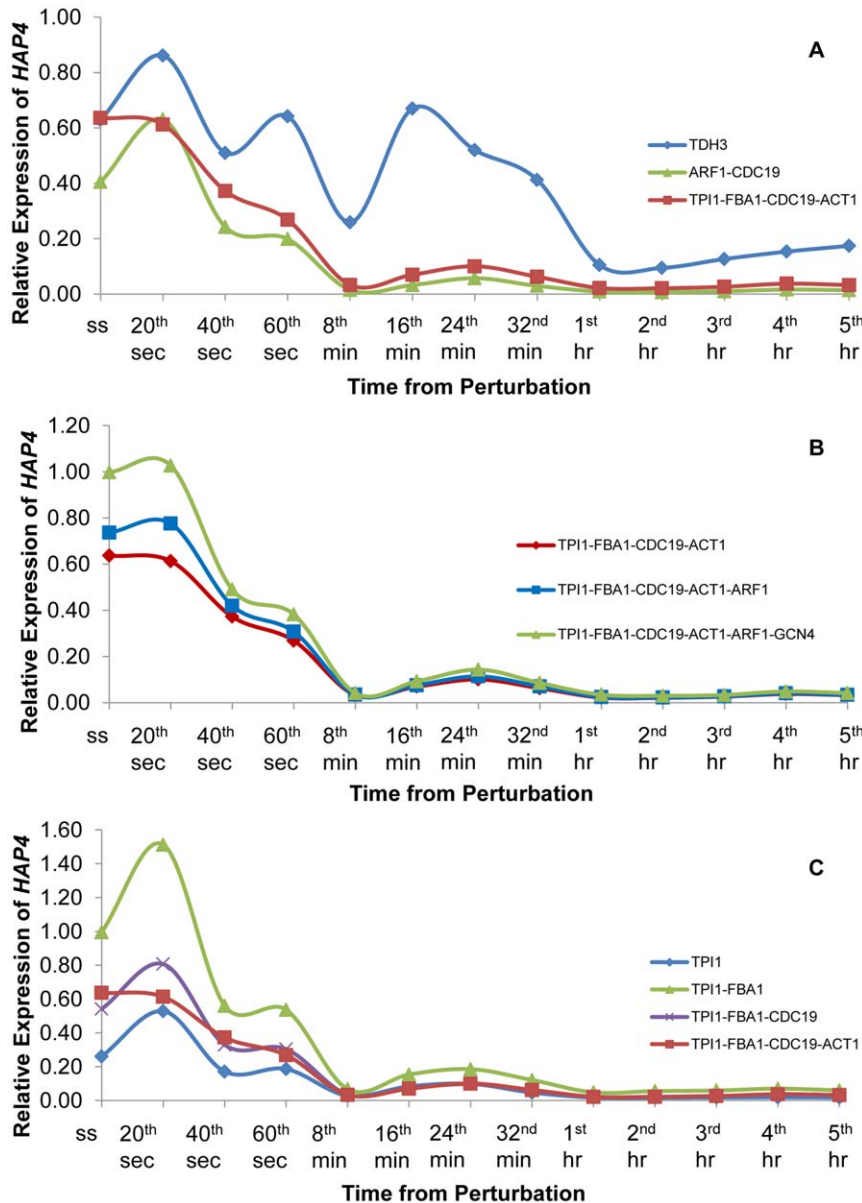 A
Relative Expression of HAP4
1.00
0.80
0.60
0.40
0.20
0.00
TDH3
ARF1-CDC19
TPI1-FBA1-CDC19-ACT1
ss 20th 40th 60th 8th 16th 24th 32nd 1st 2nd 3rd 4th 5th
sec sec sec min min min min hr hr hr hr hr
Time from Perturbation
B
Relative Expression of HAP4
1.20
1.00
0.80
0.60
0.40
0.20
0.00
TPI1-FBA1-CDC19-ACT1
TPI1-FBA1-CDC19-ACT1-ARF1
TPI1-FBA1-CDC19-ACT1-ARF1-GCN4
ss 20th 40th 60th 8th 16th 24th 32nd 1st 2nd 3rd 4th 5th
sec sec sec min min min min hr hr hr hr hr
Time from Perturbation
C
Relative Expression of HAP4
1.60
1.40
1.20
1.00
0.80
0.60
0.40
0.20
0.00
TPI1
TPI1-FBA1
TPI1-FBA1-CDC19
TPI1-FBA1-CDC19-ACT1
ss 20th 40th 60th 8th 16th 24th 32nd 1st 2nd 3rd 4th 5th
sec sec sec min min min min hr hr hr hr hr
Time from Perturbation